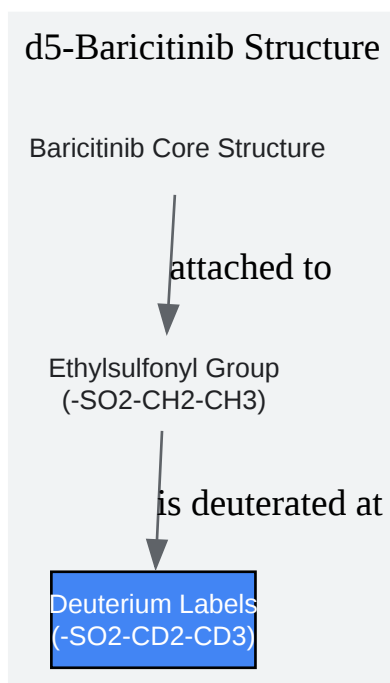 d5-Baricitinib Structure
Baricitinib Core Structure
attached to
Ethylsulfonyl Group
(-SO2-CH2-CH3)
is deuterated at
Deuterium Labels
(-SO2-CD2-CD3)